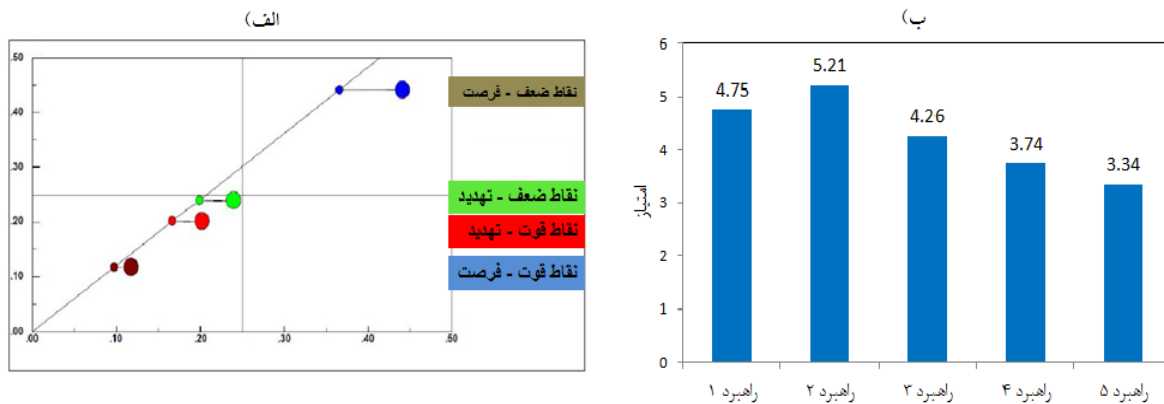 الف)
.50
.40
.30
.20
.10
.00
.00 .10 .20 .30 .40 .50
نقاط ضعف - فرصت
نقاط ضعف - تهدید
نقاط قوت - تهدید
نقاط قوت - فرصت
ب)
امتیاز
6
5
4
3
2
1
0
4.75
5.21
4.26
3.74
3.34
راهبرد ۱
راهبرد ۲
راهبرد ۳
راهبرد ۴
راهبرد ۵